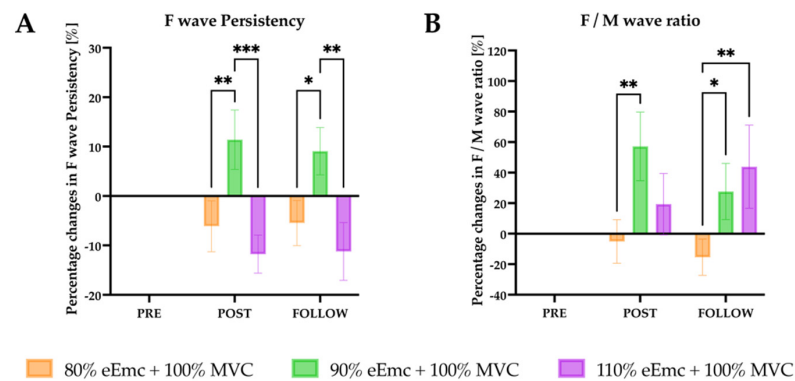 A
F wave Persistency
Percentage changes in F wave Persistency [%]
30
20
10
0
-10
-20
** *** * **
PRE POST FOLLOW
B
F / M wave ratio
Percentage changes in F / M wave ratio [%]
120
100
80
60
40
20
0
-20
-40
** * **
PRE POST FOLLOW
80% eEmc + 100% MVC 90% eEmc + 100% MVC 110% eEmc + 100% MVC